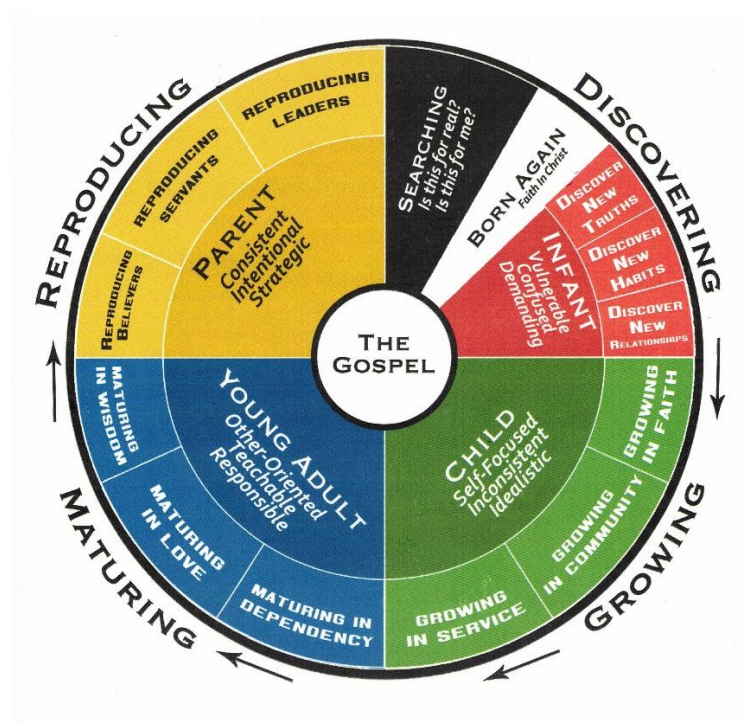 THE
GOSPEL
DISCOVERING
SEARCHING
Is this for real?
Is this for me?
BORN AGAIN
Faith In Christ
INFANT
Vulnerable
Confused
Demanding
DISCOVER
NEW
TRUTHS
DISCOVER
NEW
HABITS
DISCOVER
NEW
RELATIONSHIPS
GROWING
CHILD
Self-Focused
Inconsistent
Idealistic
GROWING
IN FAITH
GROWING
IN COMMUNITY
GROWING
IN SERVICE
MATURING
YOUNG ADULT
Other-Oriented
Teachable
Responsible
MATURING IN
DEPENDENCY
MATURING
IN LOVE
MATURING
IN WISDOM
REPRODUCING
PARENT
Consistent
Intentional
Strategic
REPRODUCING
BELIEVERS
REPRODUCING
SERVANTS
REPRODUCING
LEADERS